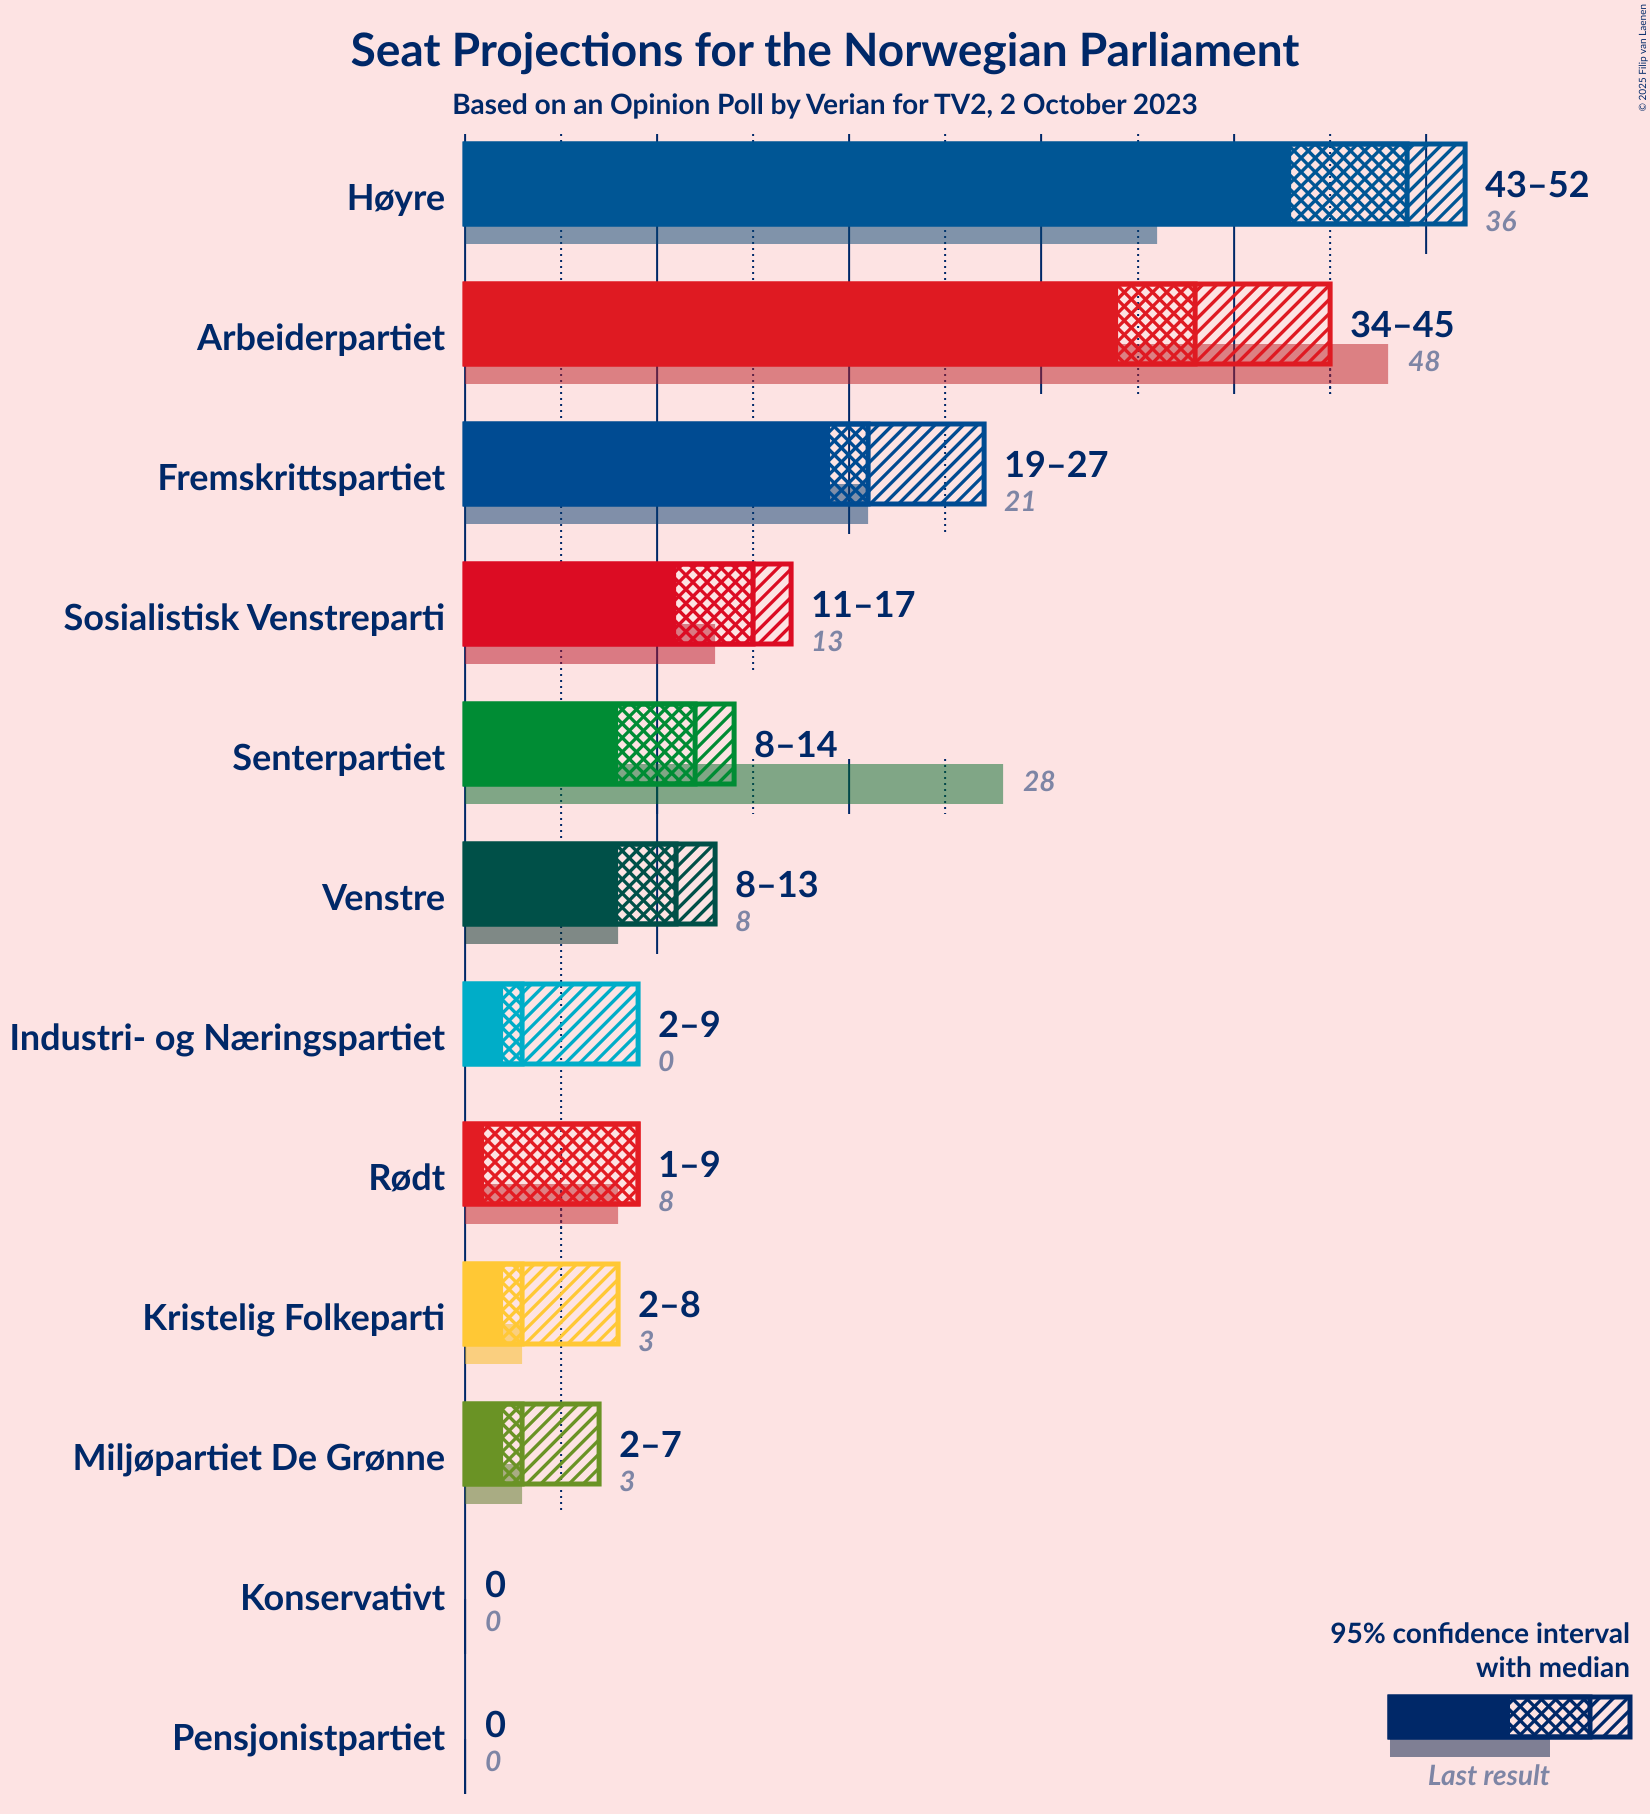 Seat Projections for the Norwegian Parliament
Based on an Opinion Poll by Verian for TV2, 2 October 2023
© 2025 Filip van Laenen
Høyre
43–52
36
Arbeiderpartiet
34–45
48
Fremskrittspartiet
19–27
21
Sosialistisk Venstreparti
11–17
13
Senterpartiet
8–14
28
Venstre
8–13
8
Industri- og Næringspartiet
2–9
0
Rødt
1–9
8
Kristelig Folkeparti
2–8
3
Miljøpartiet De Grønne
2–7
3
Konservativt
0
0
Pensjonistpartiet
0
0
95% confidence interval
with median
Last result